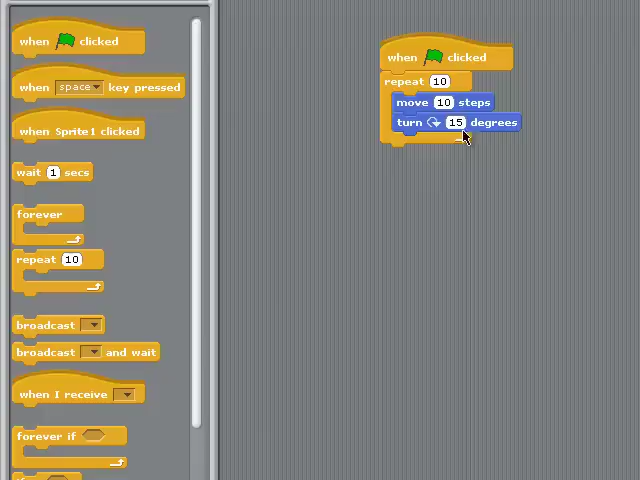 when clicked
when space key pressed
when Sprite1 clicked
wait 1 secs
forever
repeat 10
broadcast
broadcast and wait
when I receive
forever if
when clicked
repeat 10
move 10 steps
turn 15 degrees